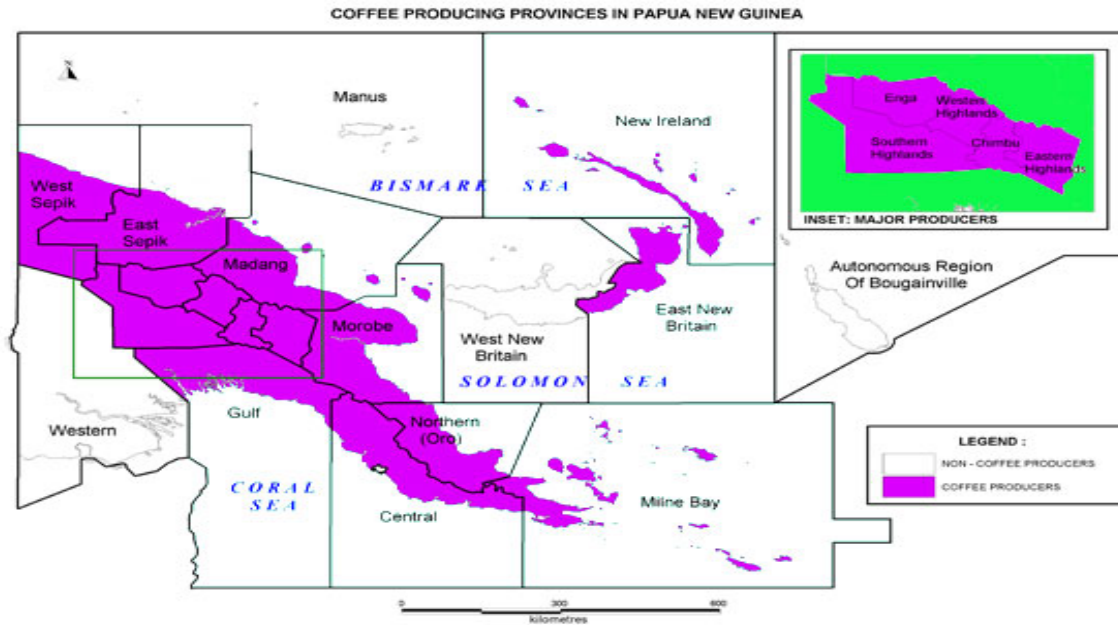 COFFEE PRODUCING PROVINCES IN PAPUA NEW GUINEA
N
Manus
New Ireland
Enga
Western
Highlands
Southern
Highlands
Chimbu
Eastern
Highlands
INSET: MAJOR PRODUCERS
BISMARK SEA
West
Sepik
East
Sepik
Madang
Autonomous Region
Of Bougainville
Morobe
West New
Britain
East New
Britain
SOLOMON SEA
Western
Gulf
Northern
(Oro)
CORAL
SEA
Central
Milne Bay
LEGEND :
NON - COFFEE PRODUCERS
COFFEE PRODUCERS
0 300 600
kilometres